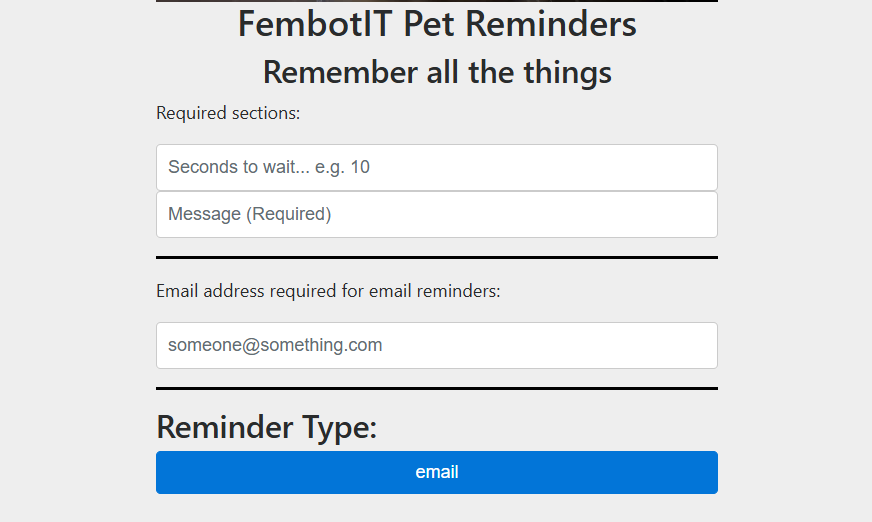 FembotIT Pet Reminders
Remember all the things
Required sections:
Seconds to wait... e.g. 10
Message (Required)
Email address required for email reminders:
someone@something.com
Reminder Type:
email